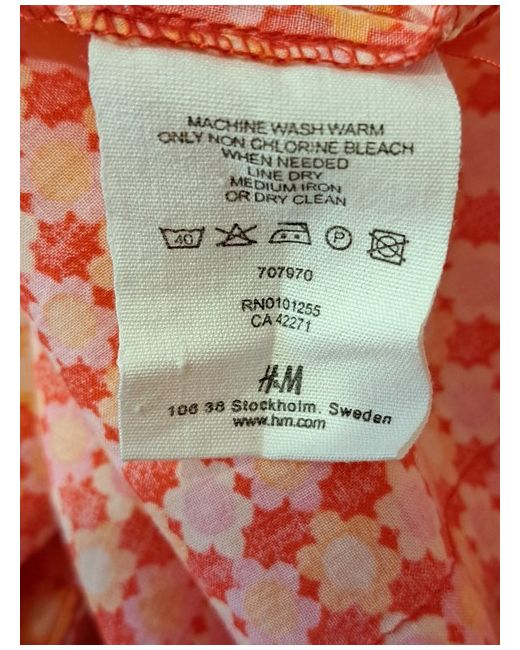 MACHINE WASH WARM
ONLY NON CHLORINE BLEACH
WHEN NEEDED
LINE DRY
MEDIUM IRON
OR DRY CLEAN
40 P
707970
RN0101255
CA 42271
H&M
106 38 Stockholm. Sweden
www.hm.com